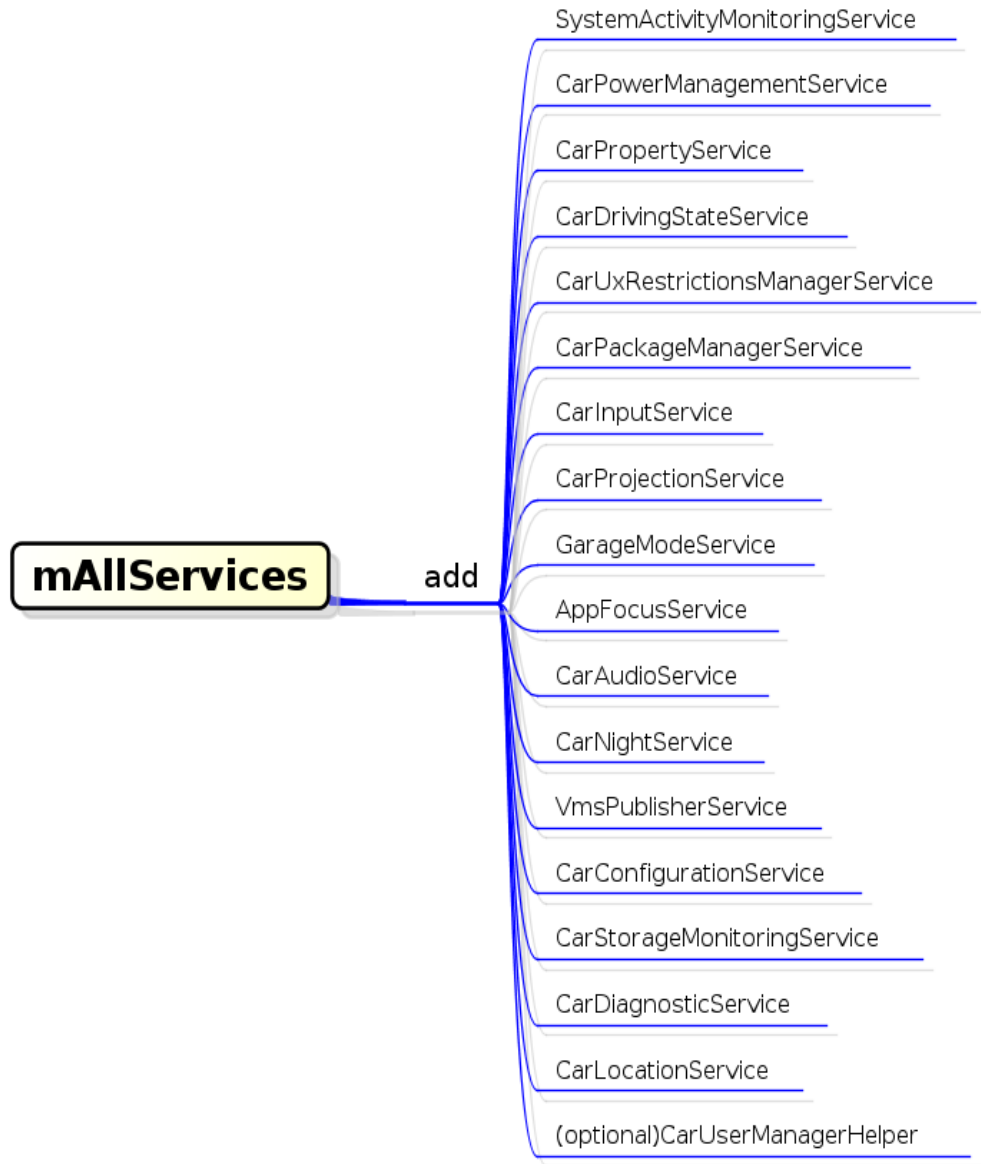 SystemActivityMonitoringService
CarPowerManagementService
CarPropertyService
CarDrivingStateService
CarUxRestrictionsManagerService
CarPackageManagerService
CarInputService
CarProjectionService
GarageModeService
mAllServices
add
AppFocusService
CarAudioService
CarNightService
VmsPublisherService
CarConfigurationService
CarStorageMonitoringService
CarDiagnosticService
CarLocationService
(optional)CarUserManagerHelper